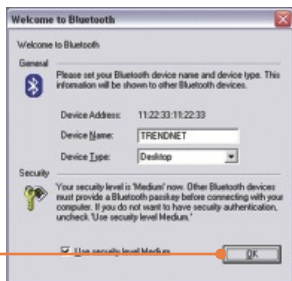 Welcome to Bluetooth
Welcome to Bluetooth
General
Please set your Bluetooth device name and device type. This
information will be shown to other Bluetooth devices.
Device Address: 11:22:33:11:22:33
Device Name: TRENDNET
Device Type: Desktop
Security
Your security level is 'Medium' now. Other Bluetooth devices
must provide a Bluetooth passkey before connecting with your
computer. If you do not want to have security authentication,
uncheck 'Use security level Medium.'
Use security level Medium
OK